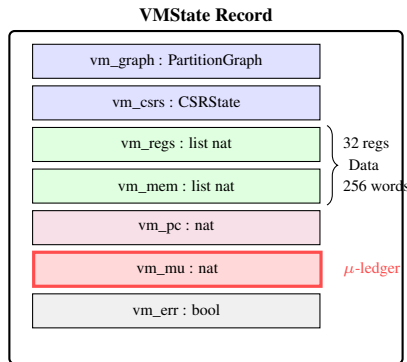 VMState Record
vm_graph : PartitionGraph
vm_csrs : CSRState
vm_regs : list nat
32 regs
Data
vm_mem : list nat
256 words
vm_pc : nat
vm_mu : nat
μ-ledger
vm_err : bool